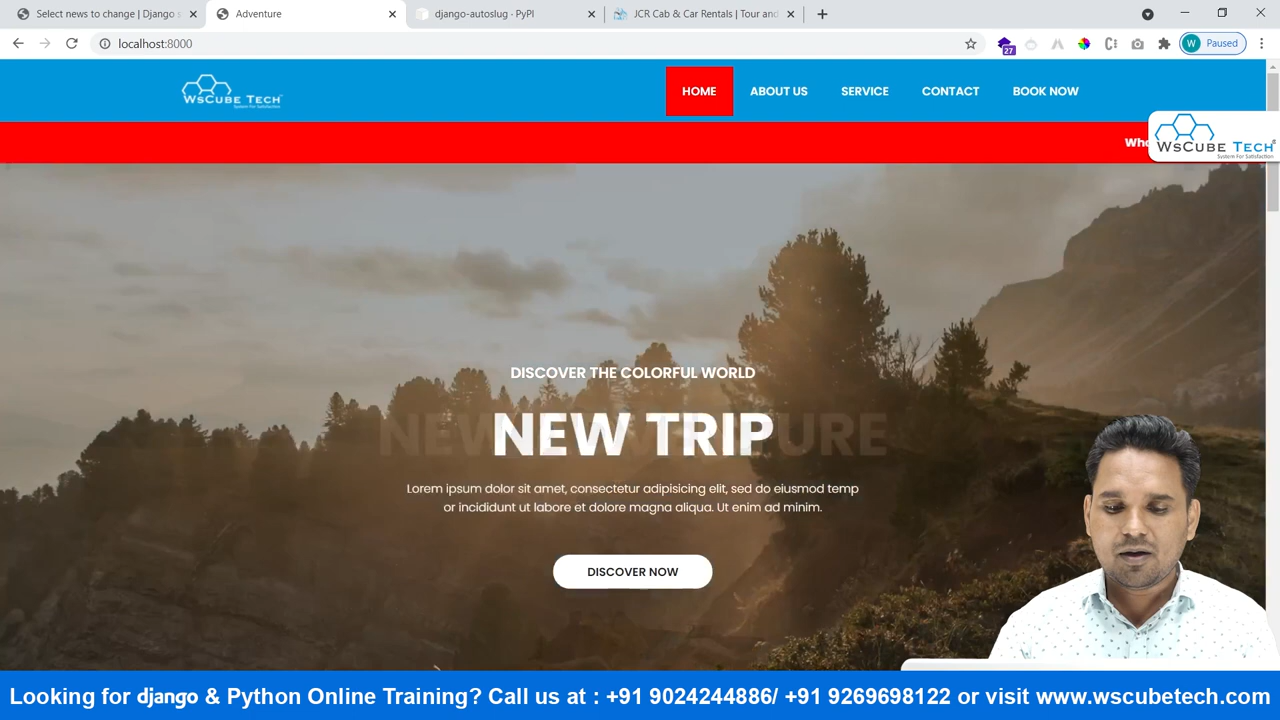 Select news to change | Django s
Adventure
django-autoslug · PyPI
JCR Cab & Car Rentals | Tour and
localhost:8000
27
W
Paused
WSCUBE TECH
System For Satisfaction
HOME
ABOUT US
SERVICE
CONTACT
BOOK NOW
WSCUBE TECH
System For Satisfaction
DISCOVER THE COLORFUL WORLD
NEW TRIP
Lorem ipsum dolor sit amet, consectetur adipisicing elit, sed do eiusmod temp
or incididunt ut labore et dolore magna aliqua. Ut enim ad minim.
DISCOVER NOW
Looking for django & Python Online Training? Call us at : +91 9024244886/ +91 9269698122 or visit www.wscubetech.com